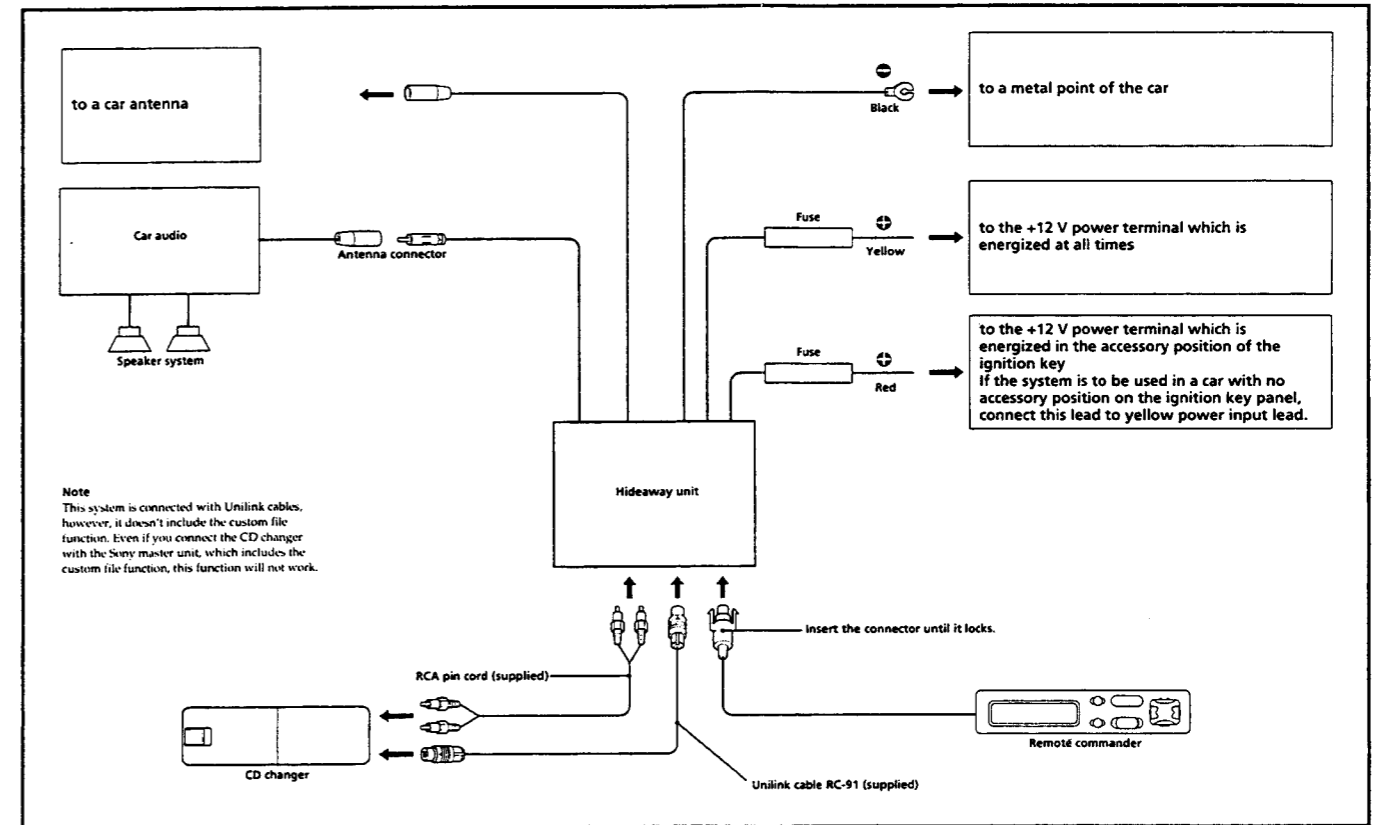 to a car antenna
Black
to a metal point of the car
Car audio
Antenna connector
Speaker system
Fuse
Yellow
to the +12 V power terminal which is
energized at all times
Fuse
Red
to the +12 V power terminal which is
energized in the accessory position of the
ignition key
If the system is to be used in a car with no
accessory position on the ignition key panel,
connect this lead to yellow power input lead.
Hideaway unit
Note
This system is connected with Unilink cables,
however, it doesn't include the custom file
function. Even if you connect the CD changer
with the Sony master unit, which includes the
custom file function, this function will not work.
Insert the connector until it locks.
RCA pin cord (supplied)
CD changer
Remote commander
Unilink cable RC-91 (supplied)